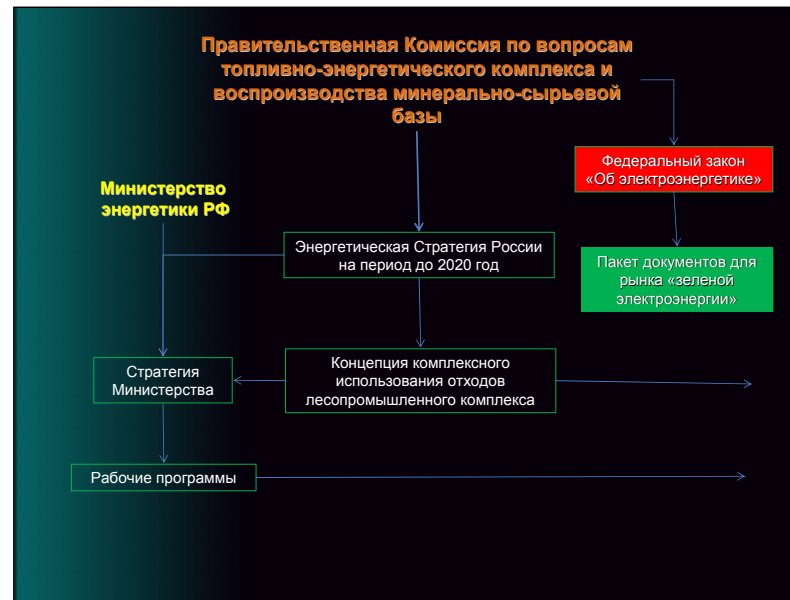 Правительственная Комиссия по вопросам
топливно-энергетического комплекса и
воспроизводства минерально-сырьевой
базы
Федеральный закон
«Об электроэнергетике»
Министерство
энергетики РФ
Энергетическая Стратегия России
на период до 2020 год
Пакет документов для
рынка «зеленой
электроэнергии»
Стратегия
Министерства
Концепция комплексного
использования отходов
лесопромышленного комплекса
Рабочие программы